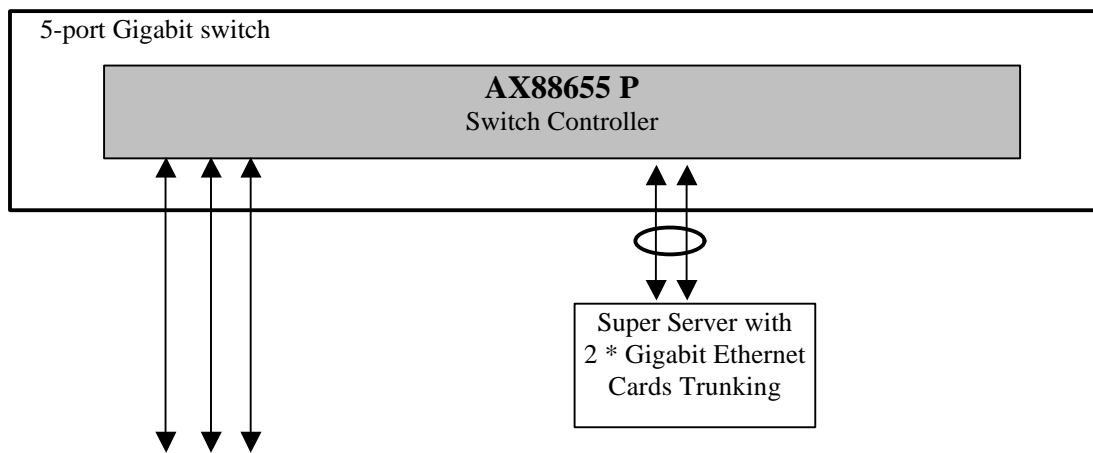 5-port Gigabit switch
AX88655 P
Switch Controller
Super Server with
2 * Gigabit Ethernet
Cards Trunking